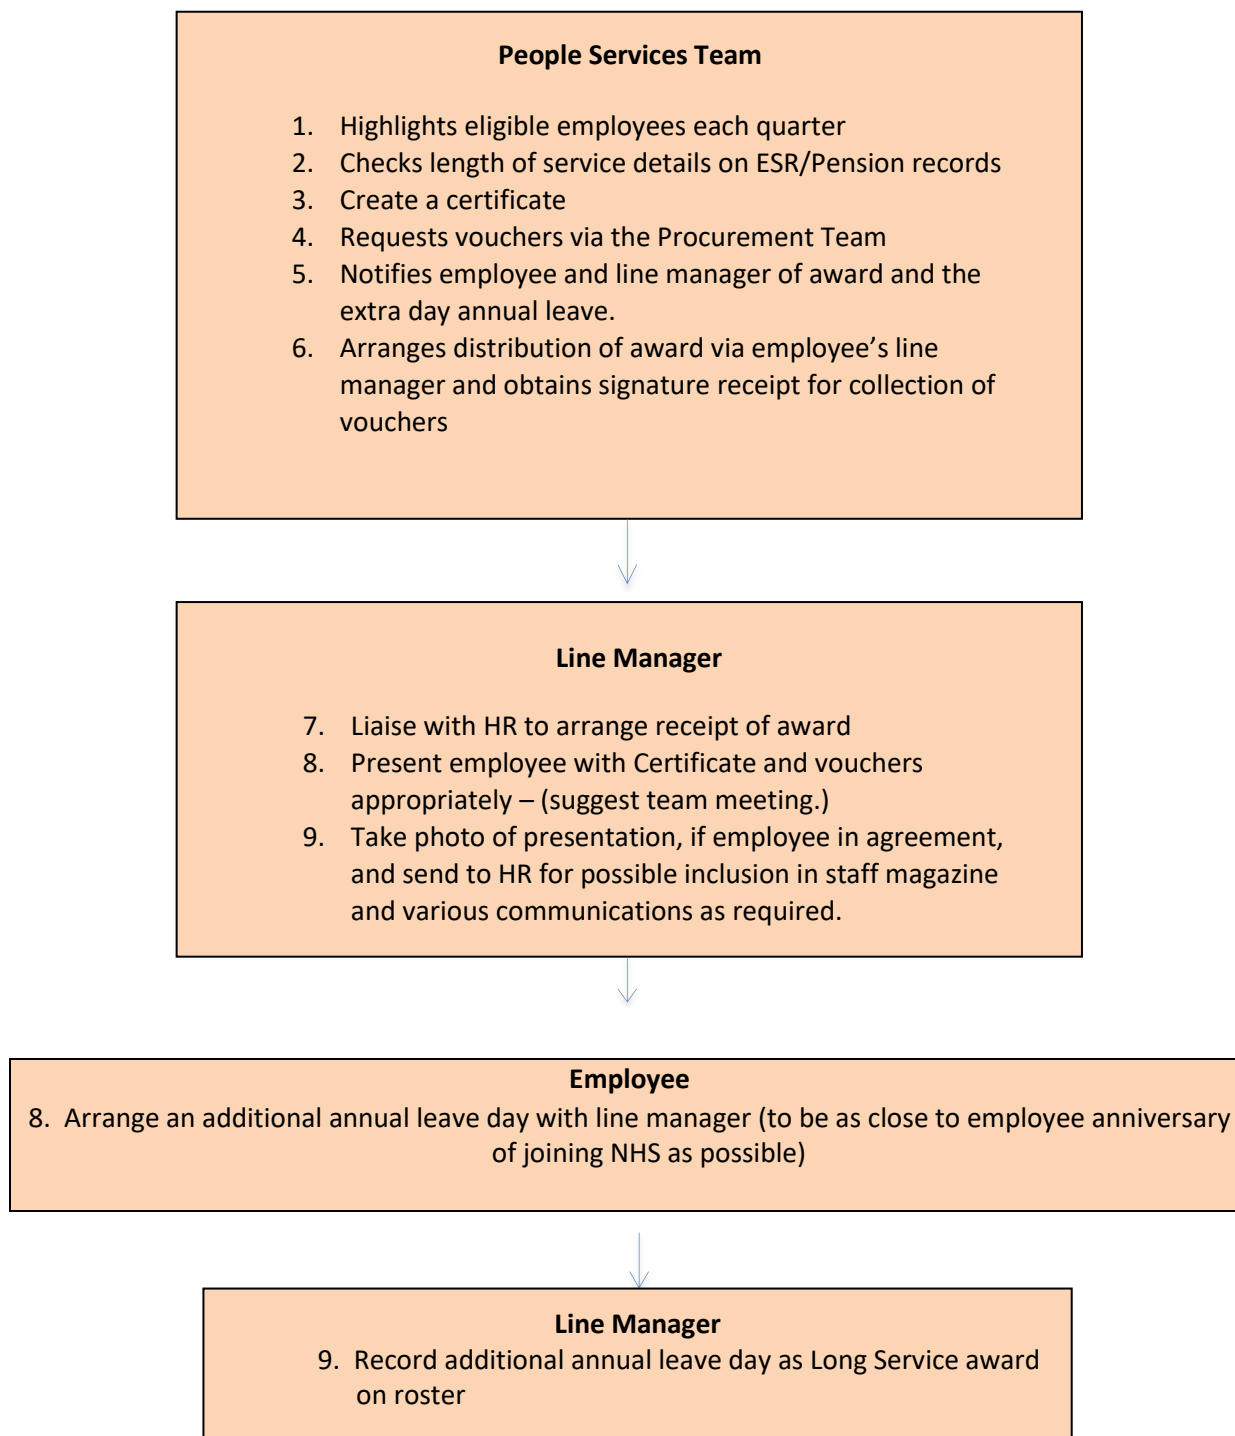 People Services Team
1. Highlights eligible employees each quarter
2. Checks length of service details on ESR/Pension records
3. Create a certificate
4. Requests vouchers via the Procurement Team
5. Notifies employee and line manager of award and the
extra day annual leave.
6. Arranges distribution of award via employee’s line
manager and obtains signature receipt for collection of
vouchers
Line Manager
7. Liaise with HR to arrange receipt of award
8. Present employee with Certificate and vouchers
appropriately – (suggest team meeting.)
9. Take photo of presentation, if employee in agreement,
and send to HR for possible inclusion in staff magazine
and various communications as required.
Employee
8. Arrange an additional annual leave day with line manager (to be as close to employee anniversary
of joining NHS as possible)
Line Manager
9. Record additional annual leave day as Long Service award
on roster